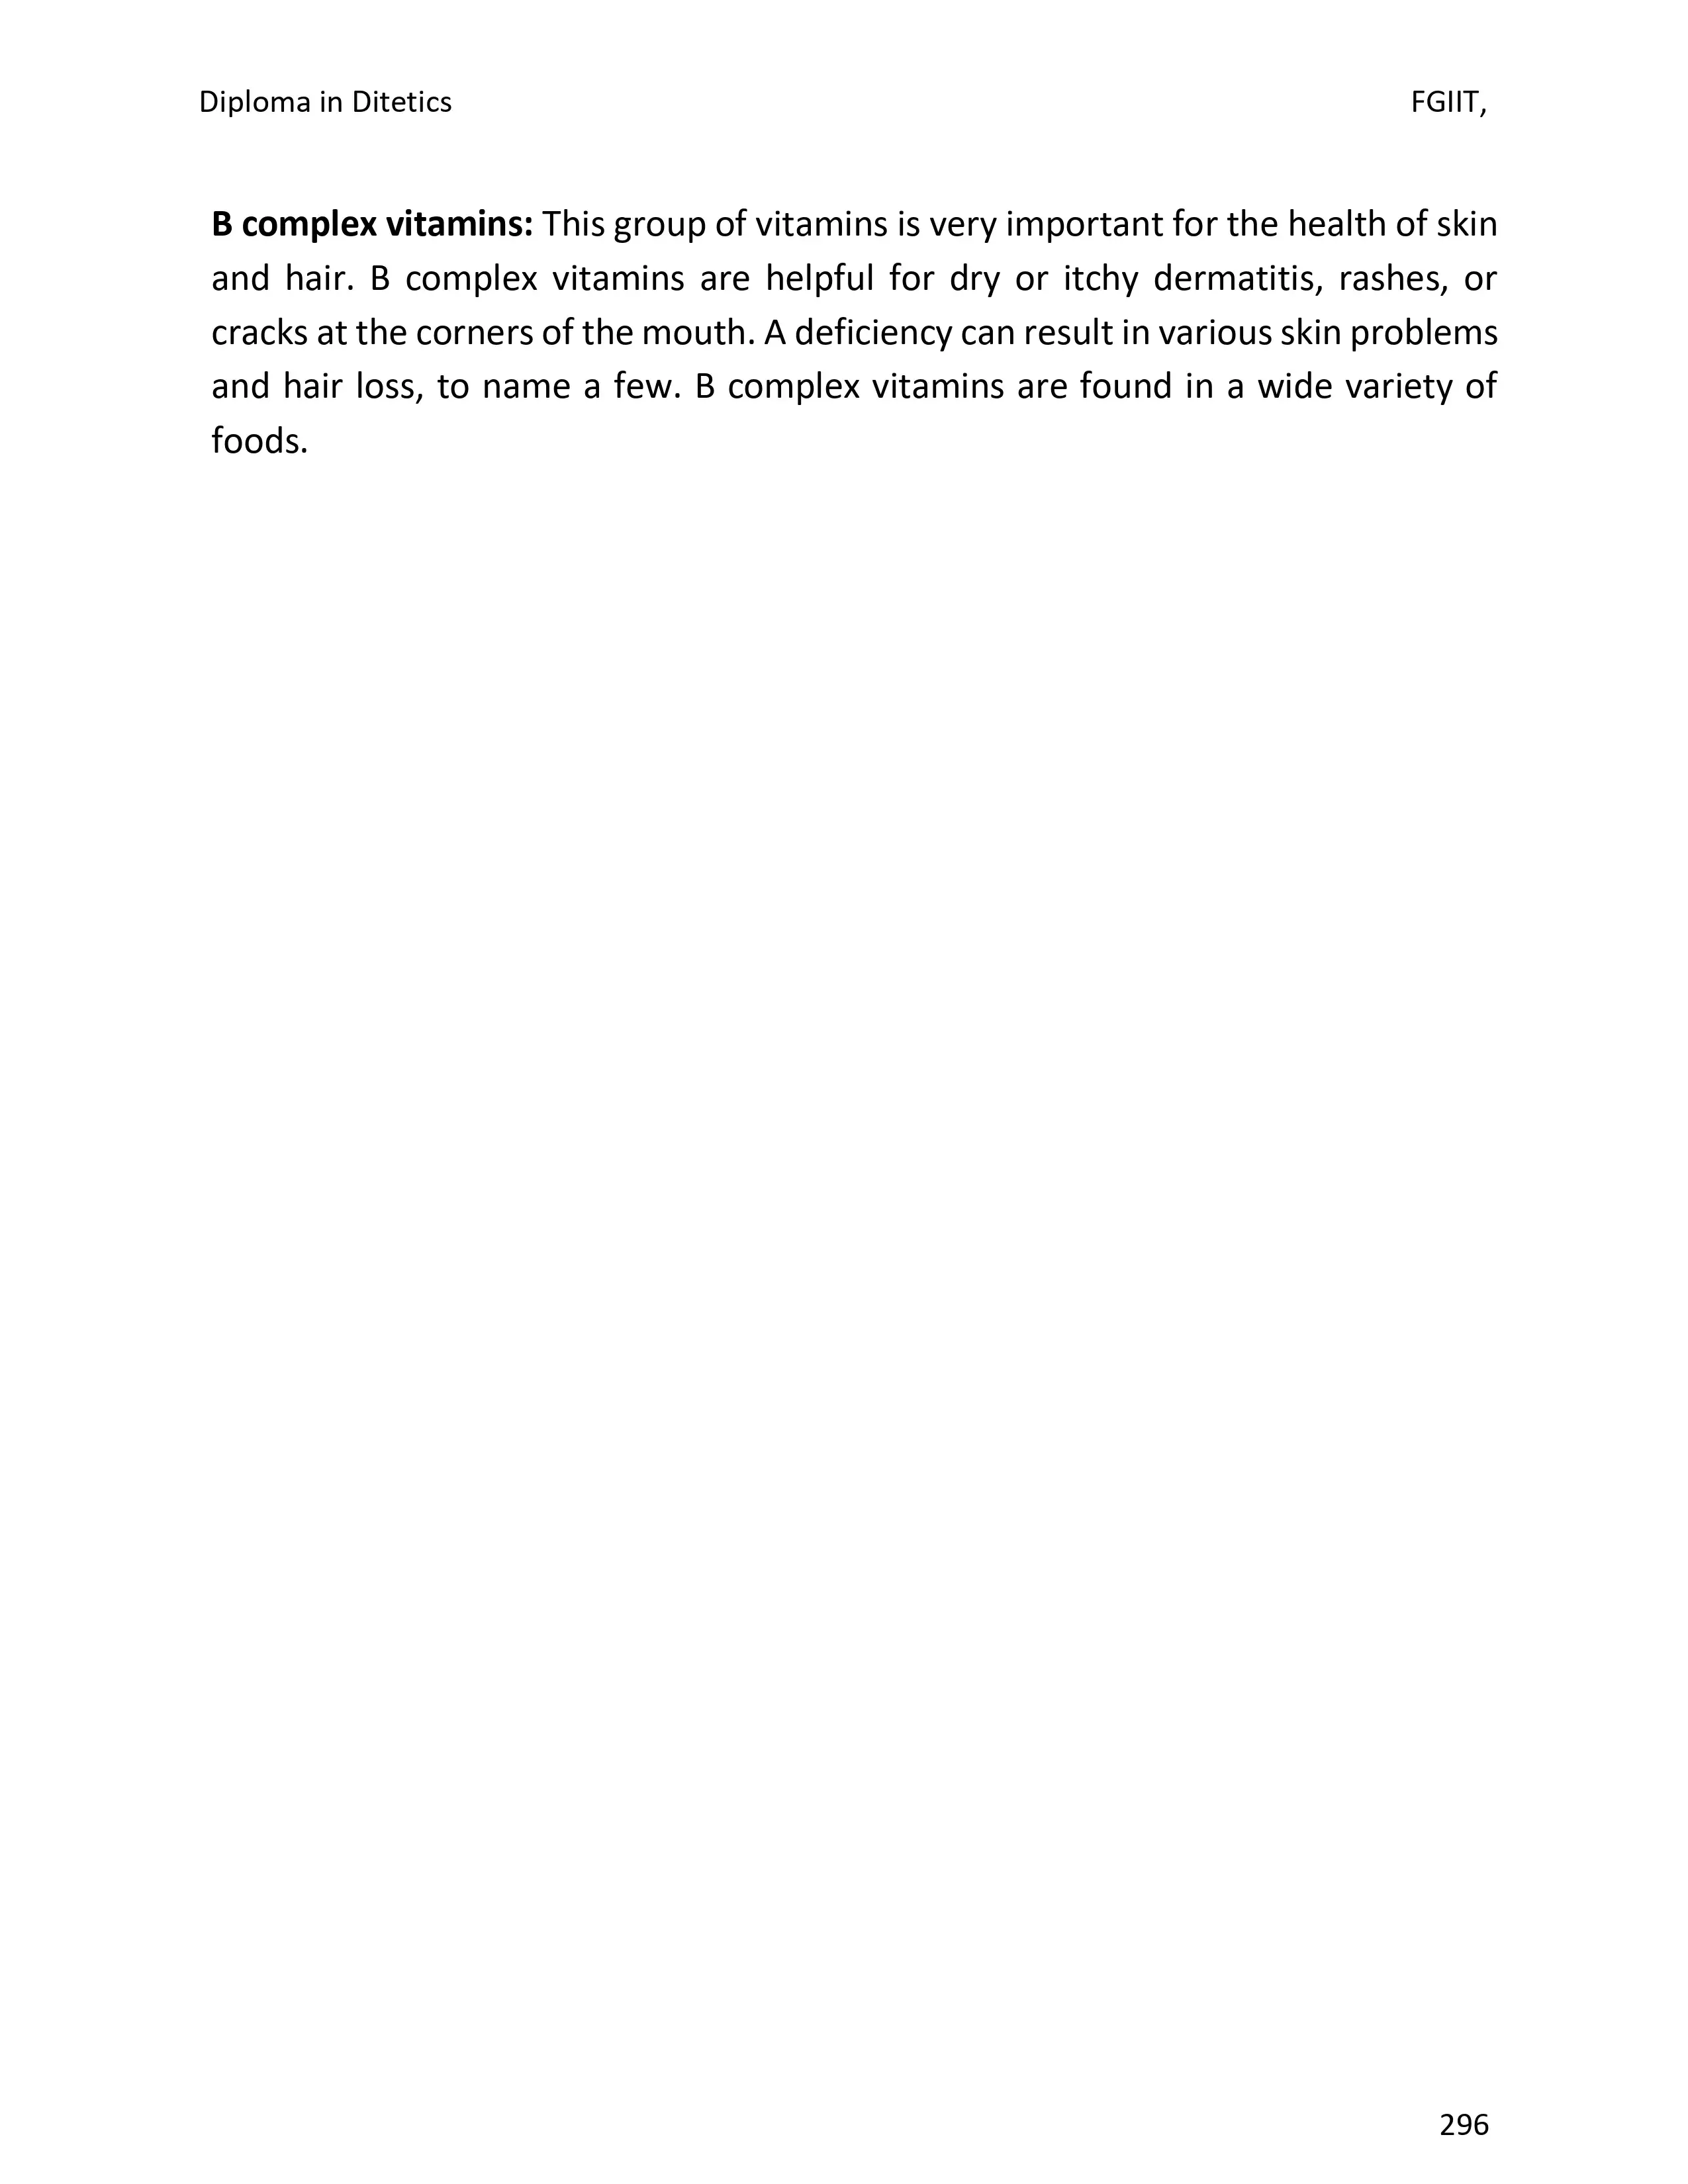 Diploma in Ditetics FGIIT,
B complex vitamins: This group of vitamins is very important for the health of skin
and hair. B complex vitamins are helpful for dry or itchy dermatitis, rashes, or
cracks at the corners of the mouth. A deficiency can result in various skin problems
and hair loss, to name a few. B complex vitamins are found in a wide variety of
foods.
296